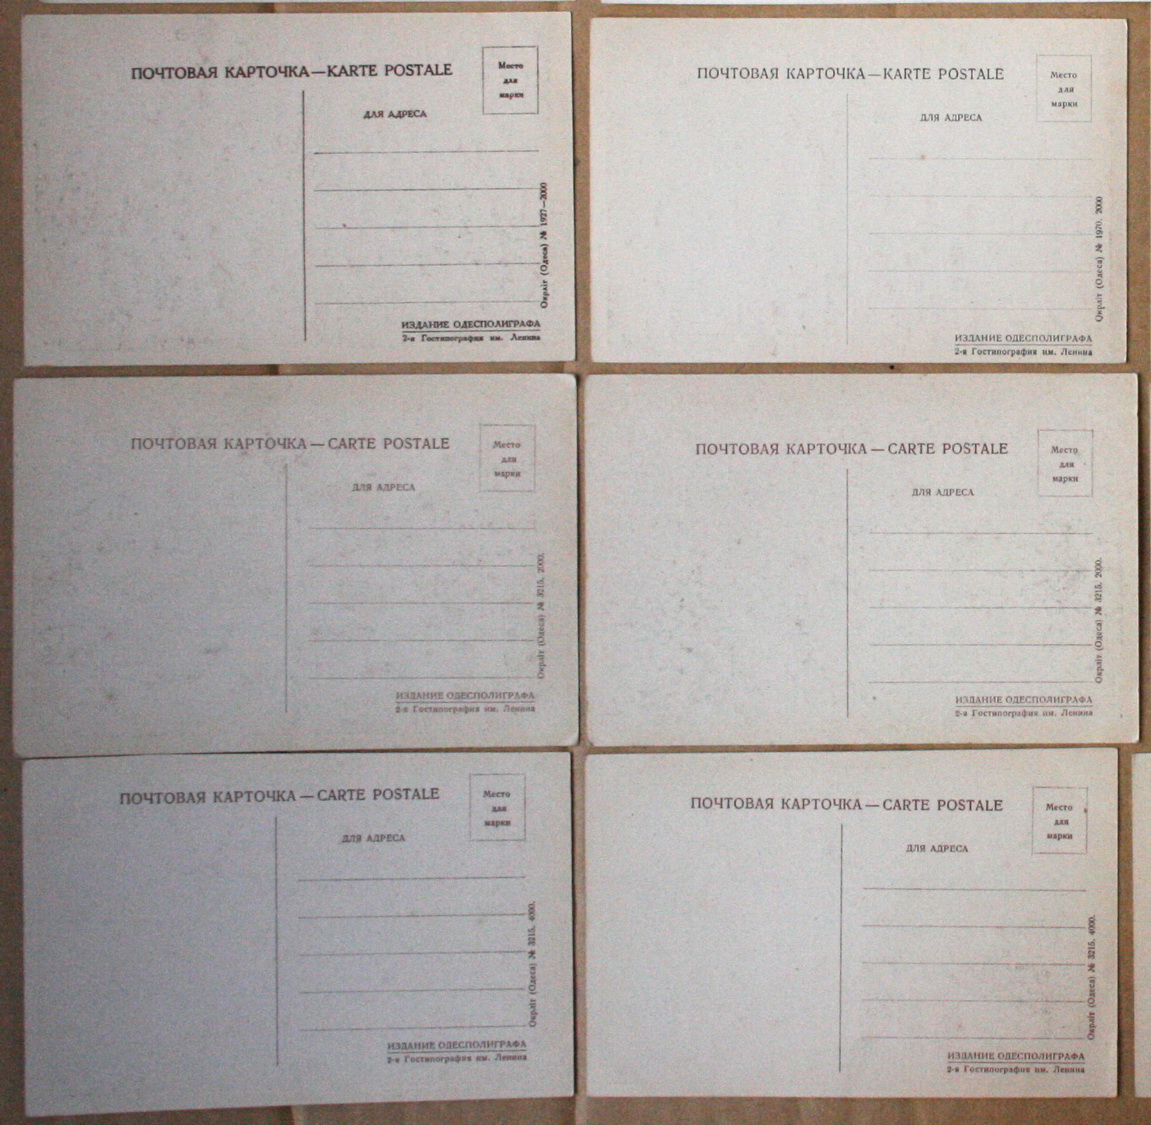 ПОЧТОВАЯ КАРТОЧКА—KARTE POSTALE
Место
для
марки
ДЛЯ АДРЕСА
Окрліт (Одеса) № 1927—2000
ИЗДАНИЕ ОДЕСПОЛИГРАФА
2-я Гостипография им. Ленина
ПОЧТОВАЯ КАРТОЧКА—KARTE POSTALE
Место
для
марки
ДЛЯ АДРЕСА
Окрліт (Одеса) № 1970. 2000
ИЗДАНИЕ ОДЕСПОЛИГРАФА
2-я Гостипография им. Ленина
ПОЧТОВАЯ КАРТОЧКА — CARTE POSTALE
Место
для
марки
ДЛЯ АДРЕСА
Окрліт (Одеса) № 3215. 2000.
ИЗДАНИЕ ОДЕСПОЛИГРАФА
2-я Гостипография им. Ленина
ПОЧТОВАЯ КАРТОЧКА — CARTE POSTALE
Место
для
марки
ДЛЯ АДРЕСА
Окрліт (Одеса) № 3215. 2000.
ИЗДАНИЕ ОДЕСПОЛИГРАФА
2-я Гостипография им. Ленина
ПОЧТОВАЯ КАРТОЧКА — CARTE POSTALE
Место
для
марки
ДЛЯ АДРЕСА
Окрліт (Одеса) № 3215. 4000.
ИЗДАНИЕ ОДЕСПОЛИГРАФА
2-я Гостипография им. Ленина
ПОЧТОВАЯ КАРТОЧКА — CARTE POSTALE
Место
для
марки
ДЛЯ АДРЕСА
Окрліт (Одеса) № 3215. 4000.
ИЗДАНИЕ ОДЕСПОЛИГРАФА
2-я Гостипография им. Ленина